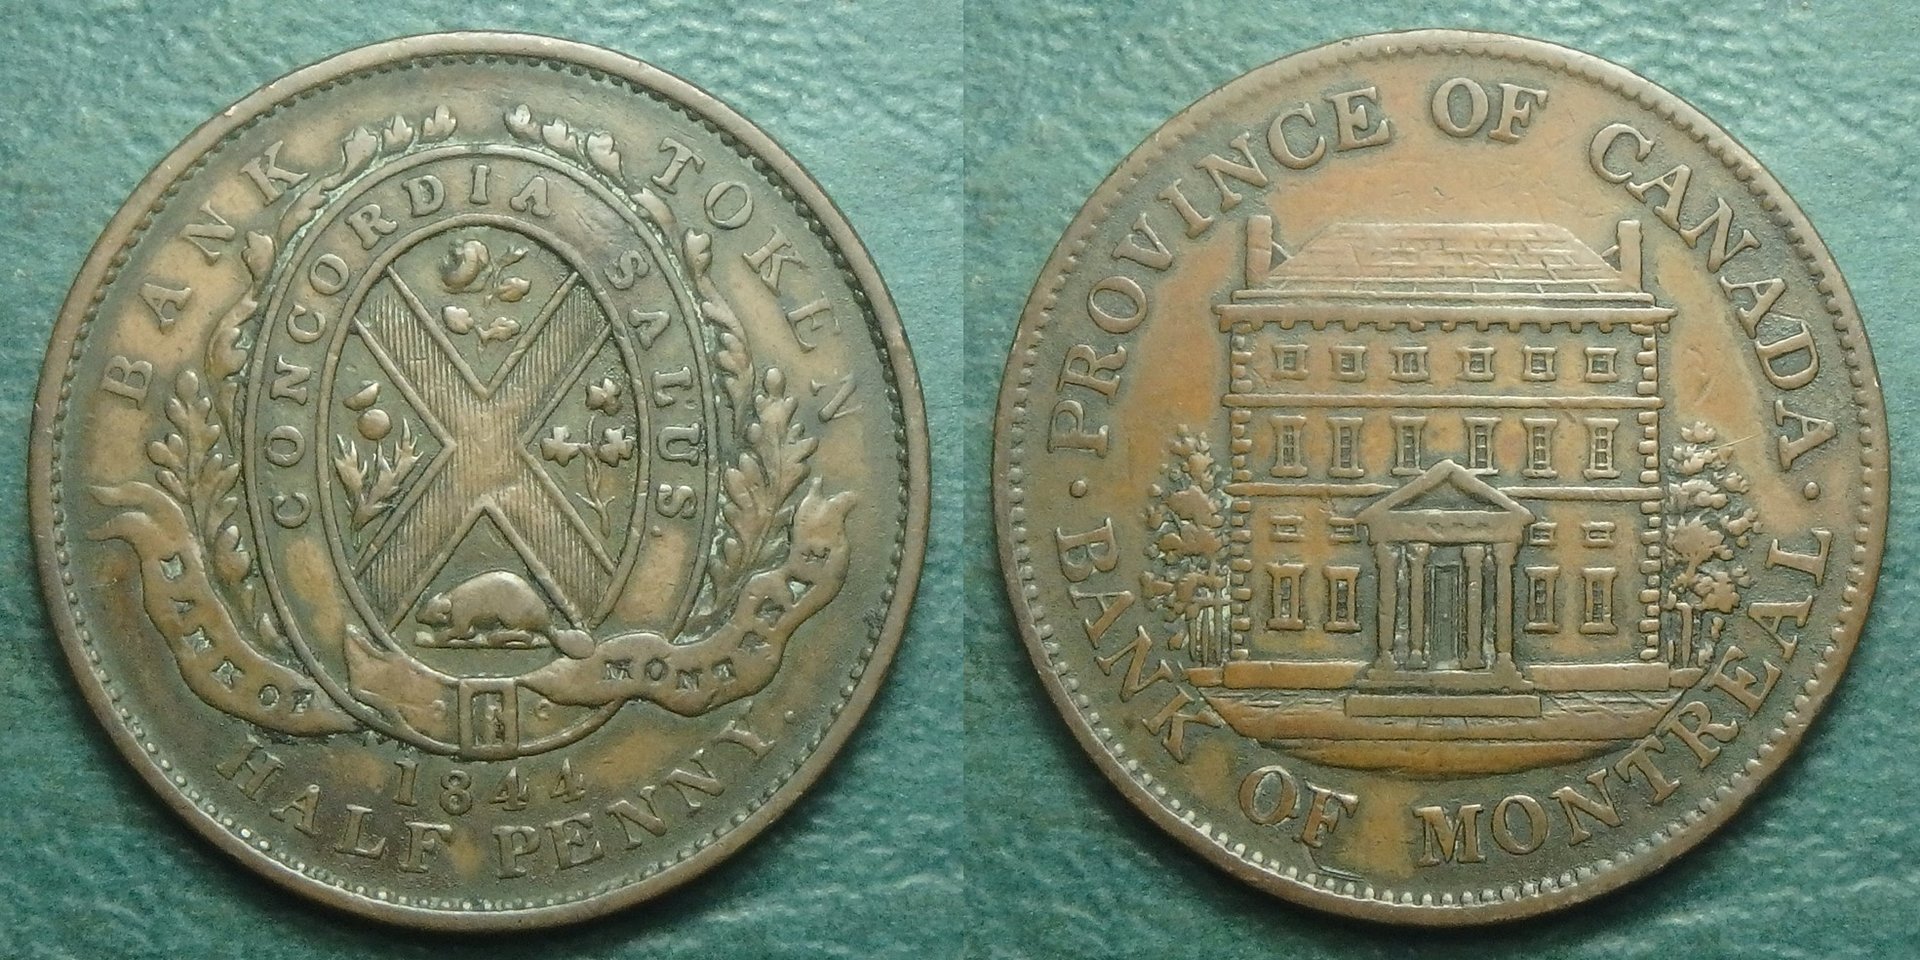 BANK TOKEN
CONCORDIA SALUS.
BANK OF MONTREAL
1844
HALF PENNY.
· PROVINCE OF CANADA ·
BANK OF MONTREAL